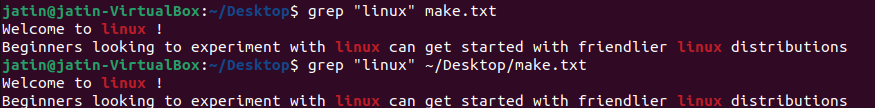 jatin@jatin-VirtualBox:~/Desktop$ grep "linux" make.txt
Welcome to linux !
Beginners looking to experiment with linux can get started with friendlier linux distributions
jatin@jatin-VirtualBox:~/Desktop$ grep "linux" ~/Desktop/make.txt
Welcome to linux !
Beginners looking to experiment with linux can get started with friendlier linux distributions